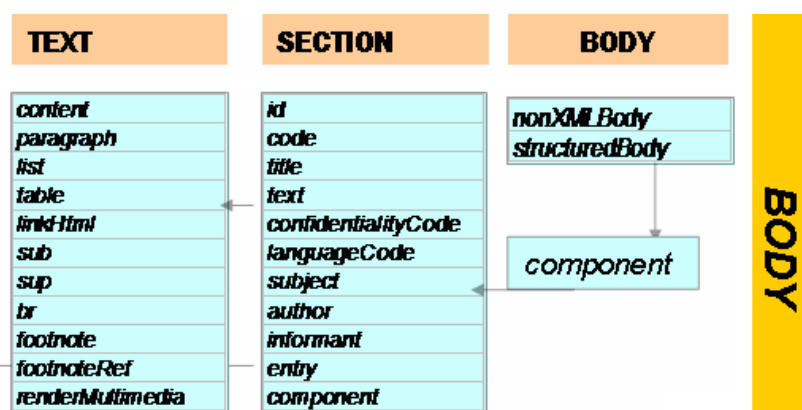 TEXT
content
paragraph
list
table
linkHtml
sub
sup
br
footnote
footnoteRef
renderMultimedia
SECTION
id
code
title
text
confidentialityCode
languageCode
subject
author
informant
entry
component
BODY
nonXMLBody
structuredBody
component
BODY